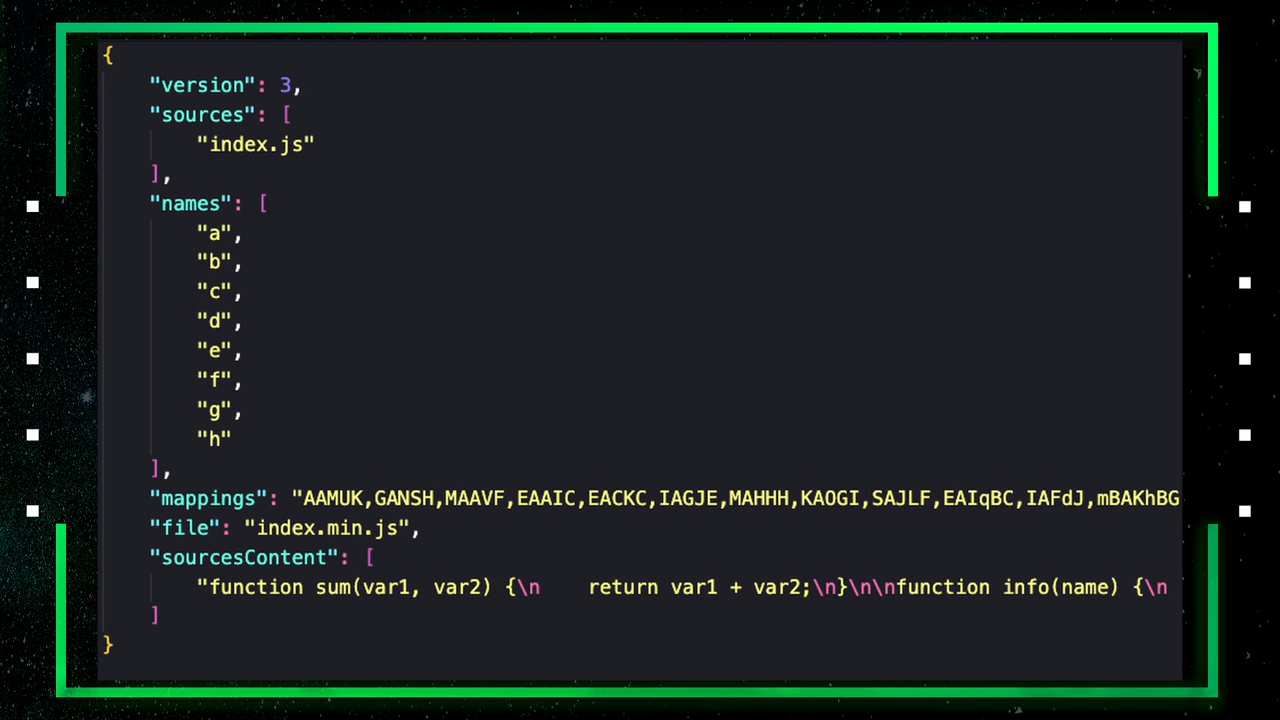 {
"version": 3,
"sources": [
"index.js"
],
"names": [
"a",
"b",
"c",
"d",
"e",
"f",
"g",
"h"
],
"mappings": "AAMUK,GANSH,MAAVF,EAAIC,EACKC,IAGJE,MAHHH,KAOGI,SAJLF,EAIqBC,IAFdJ,mBAKhBG
"file": "index.min.js",
"sourcesContent": [
"function sum(var1, var2) {\n    return var1 + var2;\n}\n\nfunction info(name) {\n
]
}